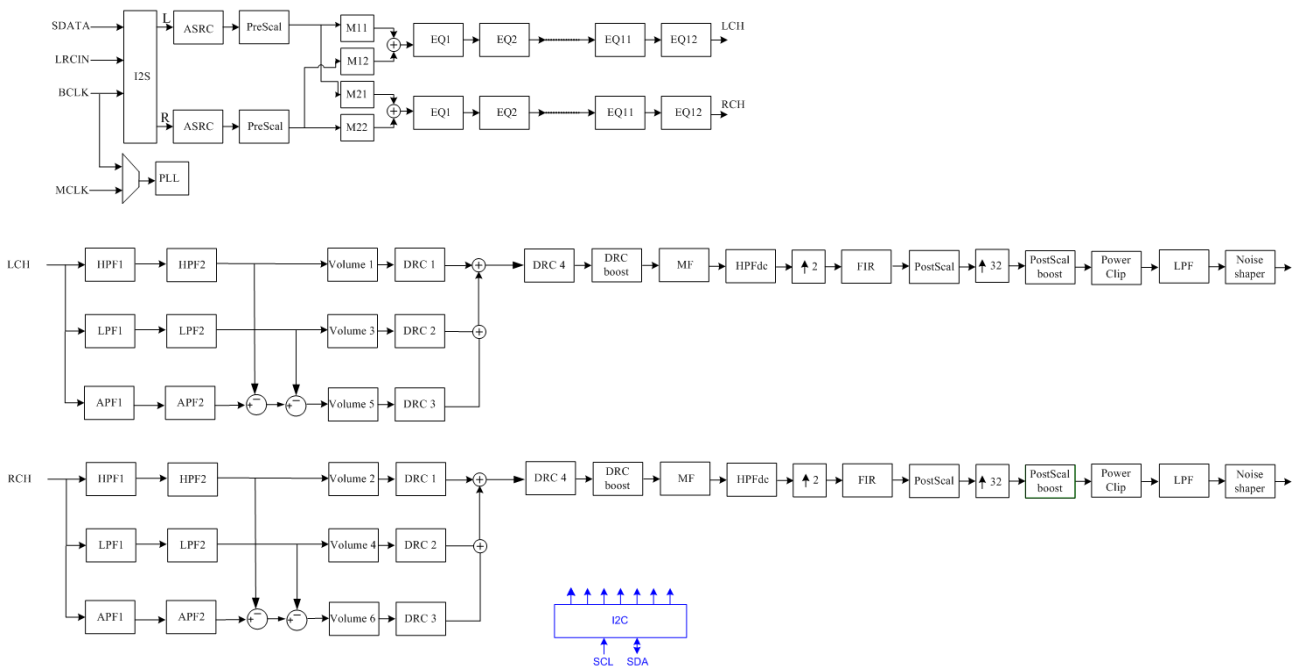 SDATA
LRCIN
BCLK
MCLK
I2S
L
R
ASRC
PreScal
ASRC
PreScal
PLL
M11
M12
M21
M22
+
EQ1
EQ2
EQ11
EQ12
LCH
+
EQ1
EQ2
EQ11
EQ12
RCH
LCH
HPF1
HPF2
Volume 1
DRC 1
+
DRC 4
DRC
boost
MF
HPFdc
2
FIR
PostScal
32
PostScal
boost
Power
Clip
LPF
Noise
shaper
LPF1
LPF2
Volume 3
DRC 2
+
APF1
APF2
+ −
+ −
Volume 5
DRC 3
RCH
HPF1
HPF2
Volume 2
DRC 1
+
DRC 4
DRC
boost
MF
HPFdc
2
FIR
PostScal
32
PostScal
boost
Power
Clip
LPF
Noise
shaper
LPF1
LPF2
Volume 4
DRC 2
+
APF1
APF2
+ −
+ −
Volume 6
DRC 3
I2C
SCL SDA